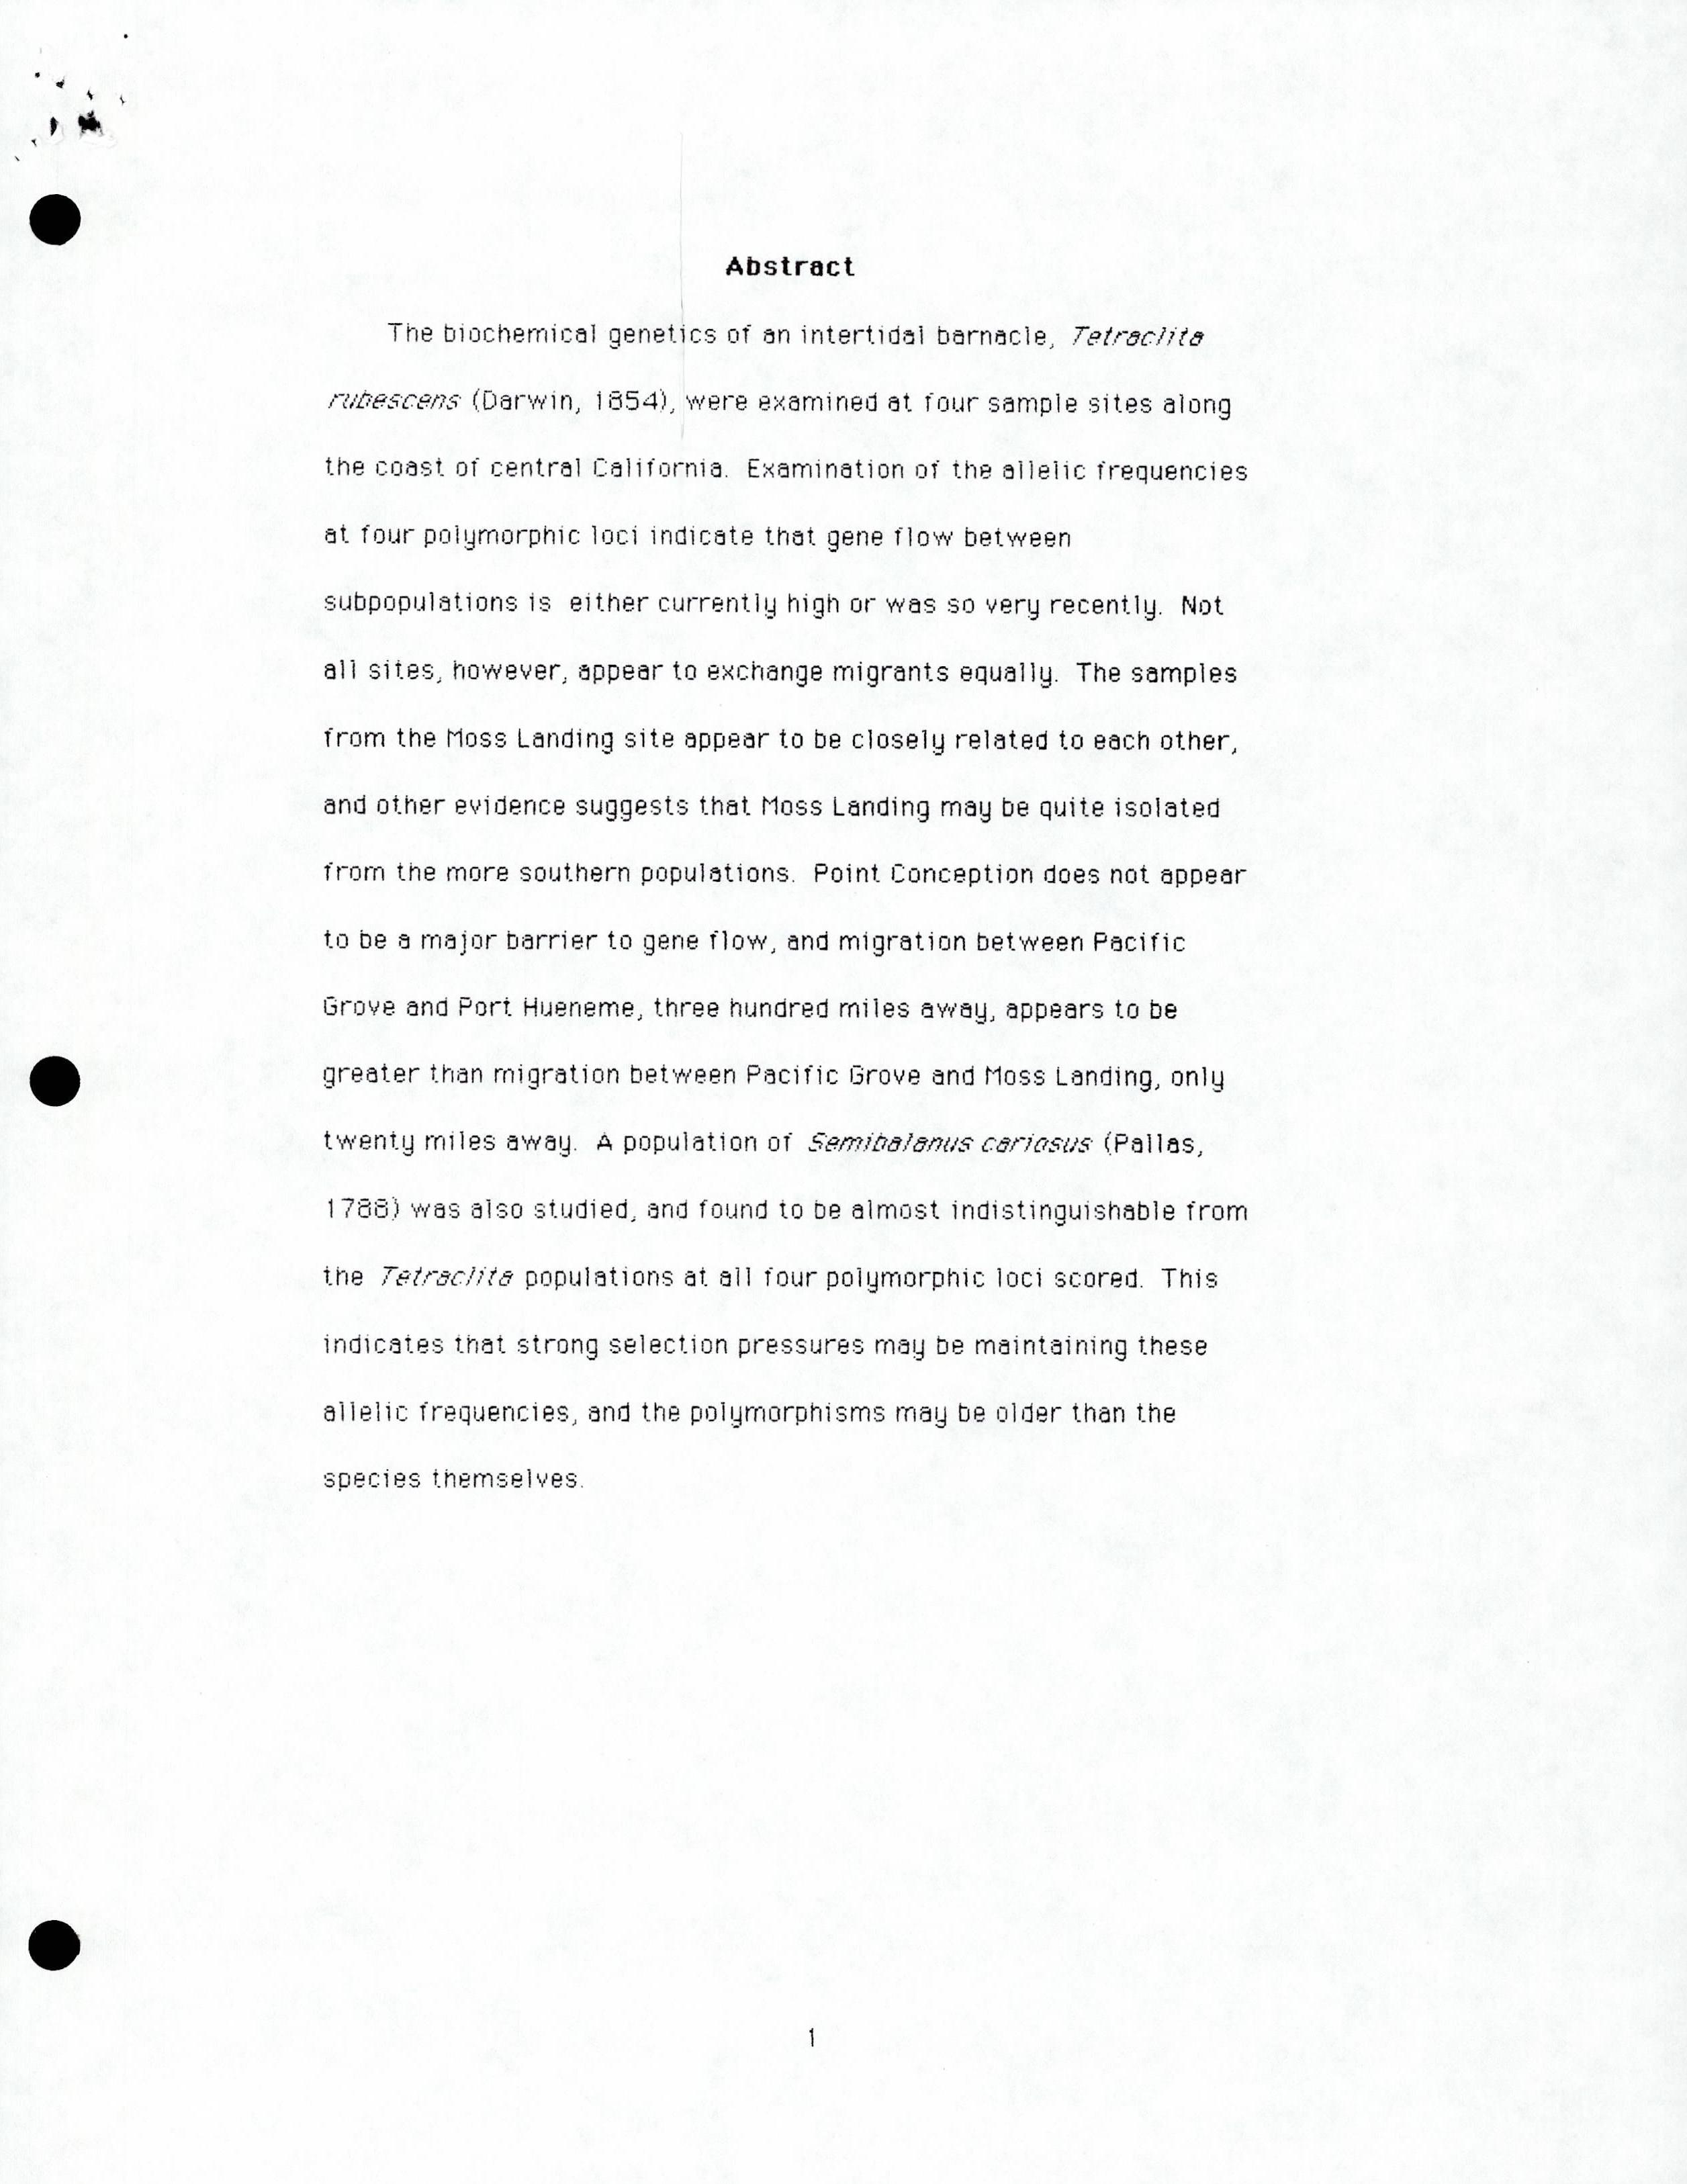 Abstract
The biochemical genetics of an intertidal barnacle, Tetraclita
rubescens (Darwin, 1854), were examined at four sample sites along
the coast of central California.  Examination of the allelic frequencies
at four polymorphic loci indicate that gene flow between
subpopulations is  either currently high or was so very recently.  Not
all sites, however, appear to exchange migrants equally.  The samples
from the Moss Landing site appear to be closely related to each other,
and other evidence suggests that Moss Landing may be quite isolated
from the more southern populations.  Point Conception does not appear
to be a major barrier to gene flow, and migration between Pacific
Grove and Port Hueneme, three hundred miles away, appears to be
greater than migration between Pacific Grove and Moss Landing, only
twenty miles away.  A population of Semibalanus cariosus (Pallas,
1788) was also studied, and found to be almost indistinguishable from
the Tetraclita populations at all four polymorphic loci scored.  This
indicates that strong selection pressures may be maintaining these
allelic frequencies, and the polymorphisms may be older than the
species themselves.
1